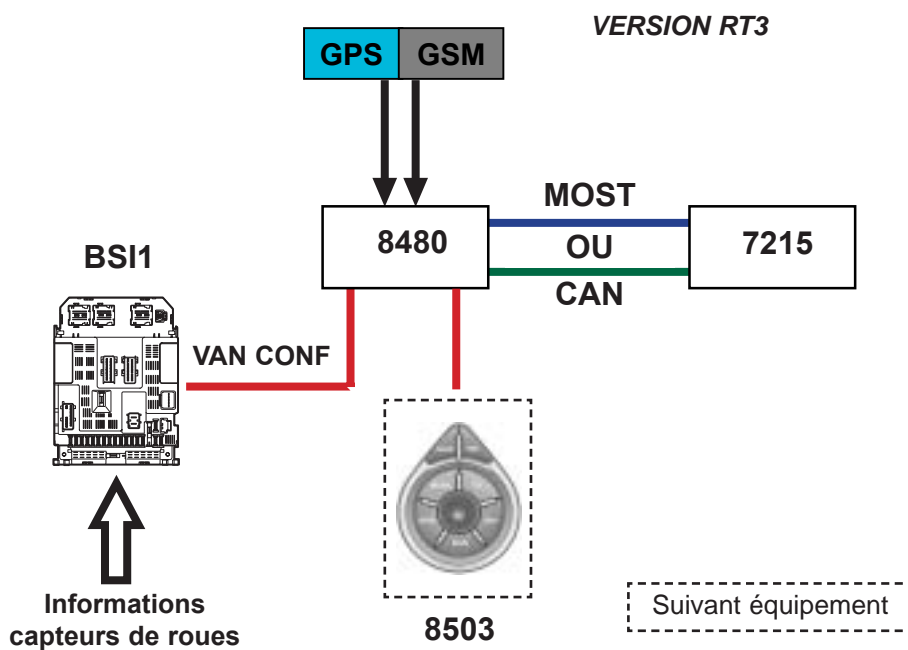 VERSION RT3
GPS GSM
MOST
8480
OU
7215
BSI1
CAN
VAN CONF
Informations
capteurs de roues
8503
Suivant équipement